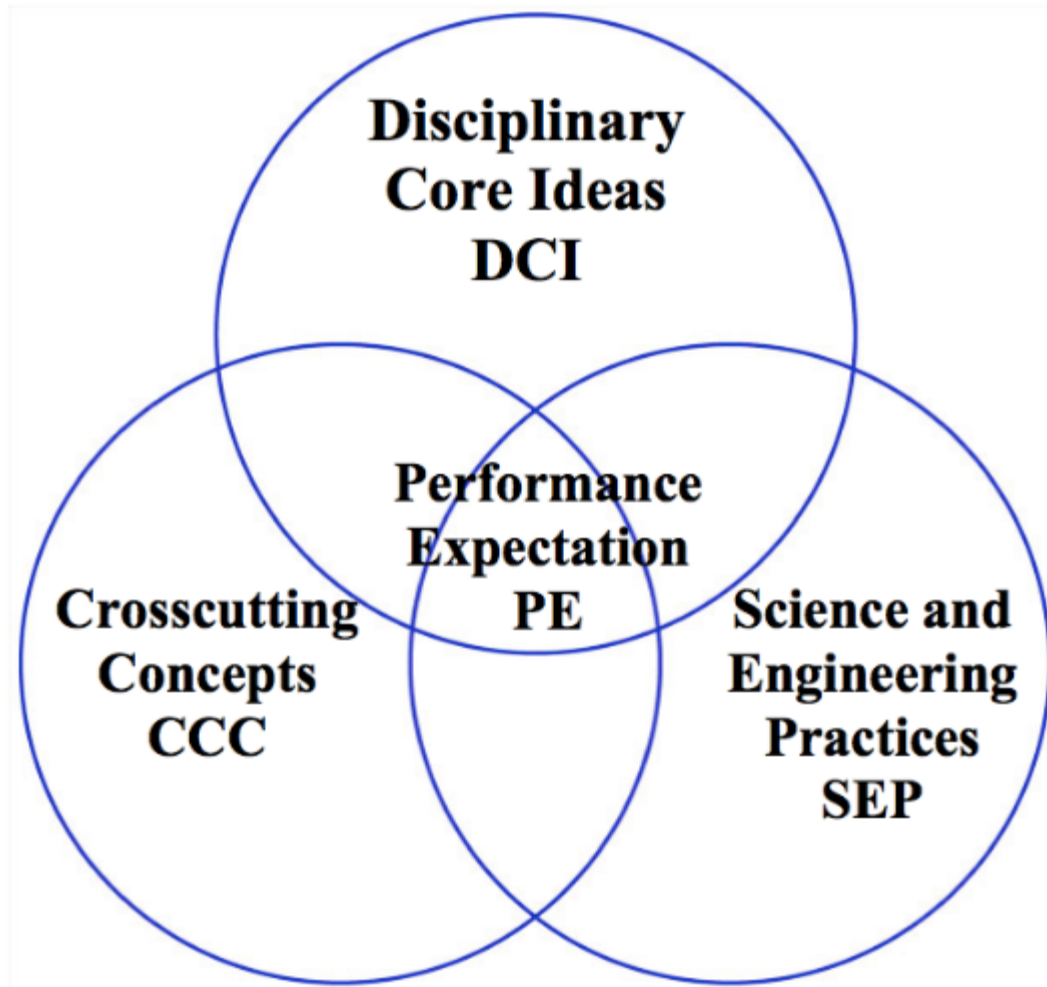 Disciplinary
Core Ideas
DCI
Performance
Expectation
PE
Crosscutting
Concepts
CCC
Science and
Engineering
Practices
SEP